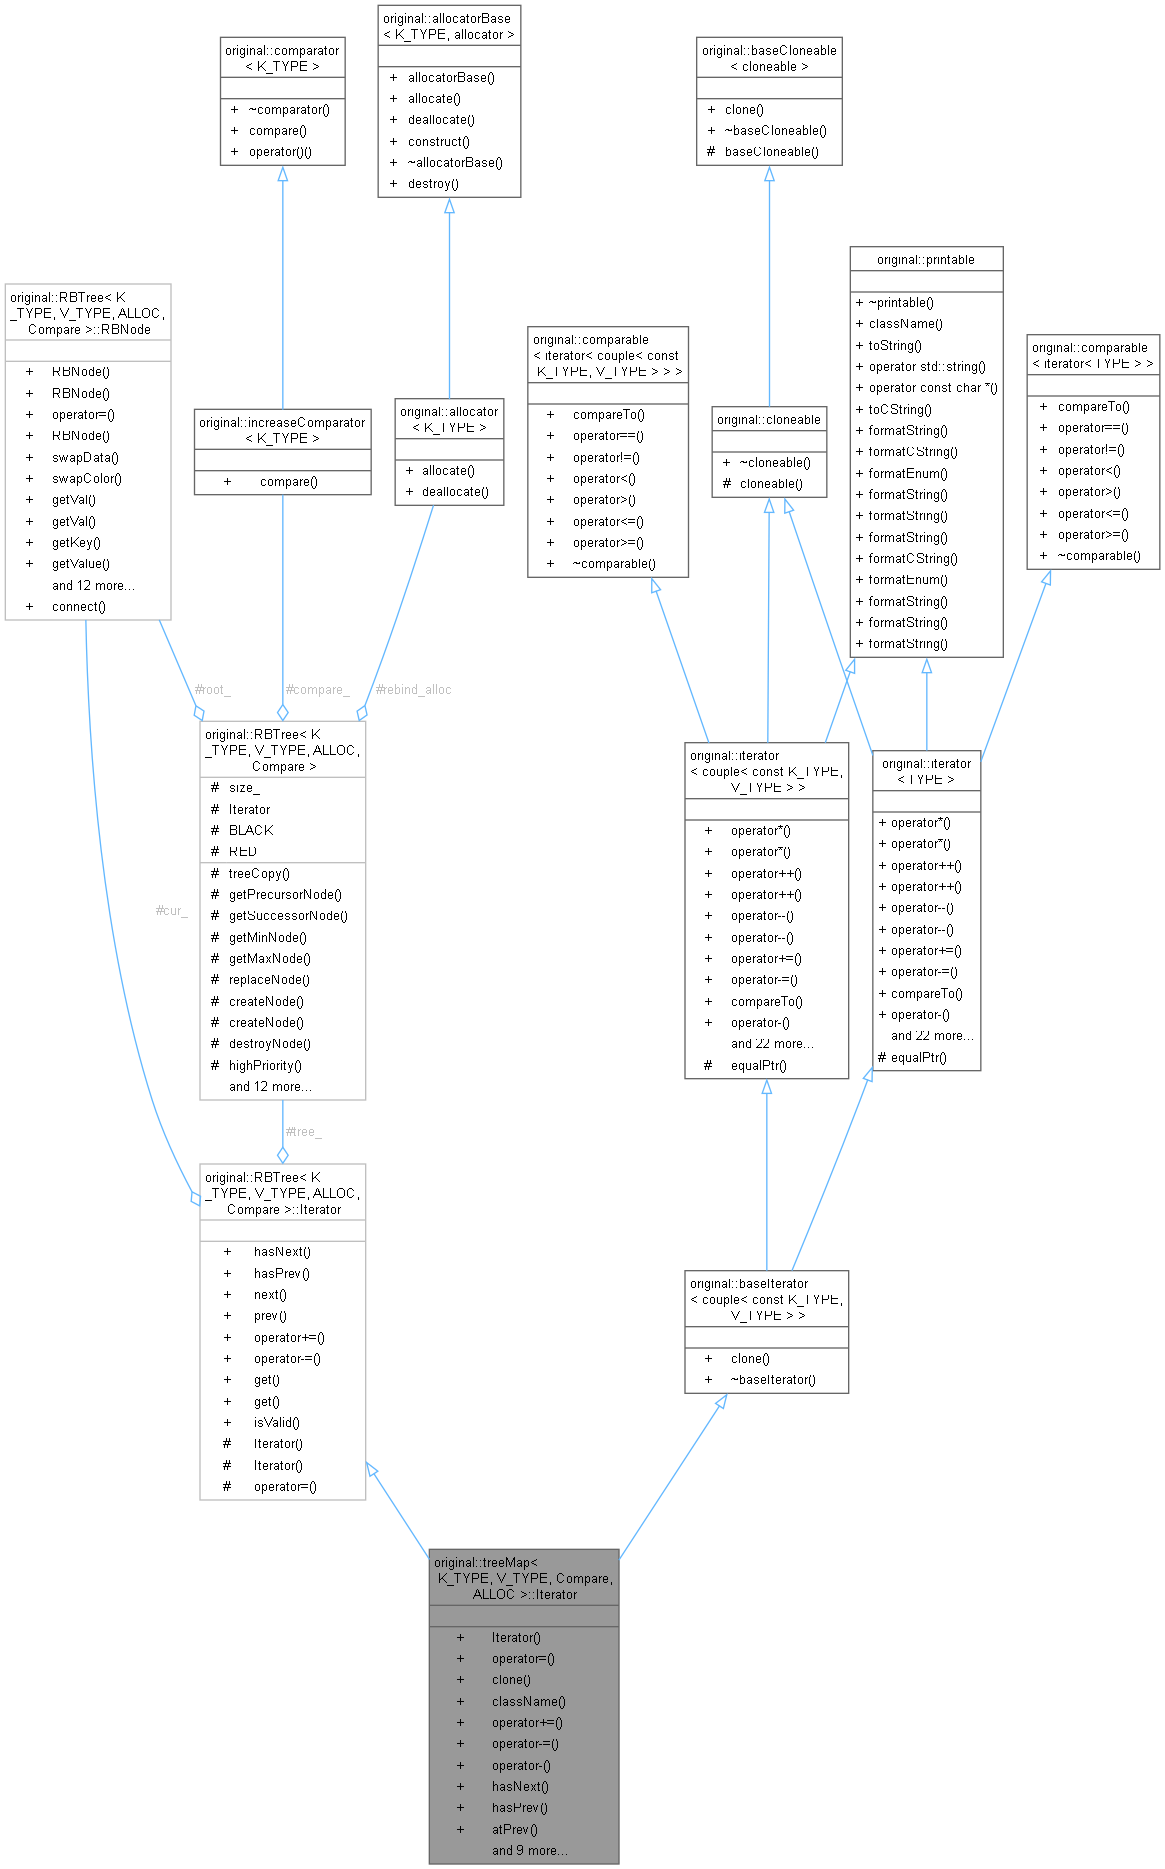 original::allocatorBase
< K_TYPE, allocator >
+ allocatorBase()
+ allocate()
+ deallocate()
+ construct()
+ ~allocatorBase()
+ destroy()
original::comparator
< K_TYPE >
+ ~comparator()
+ compare()
+ operator()()
original::baseCloneable
< cloneable >
+ clone()
+ ~baseCloneable()
# baseCloneable()
original::printable
+ ~printable()
+ className()
+ toString()
+ operator std::string()
+ operator const char *()
+ toCString()
+ formatString()
+ formatCString()
+ formatEnum()
+ formatString()
+ formatString()
+ formatString()
+ formatCString()
+ formatEnum()
+ formatString()
+ formatString()
+ formatString()
original::RBTree< K
_TYPE, V_TYPE, ALLOC,
Compare >::RBNode
+ RBNode()
+ RBNode()
+ operator=()
+ RBNode()
+ swapData()
+ swapColor()
+ getVal()
+ getVal()
+ getKey()
+ getValue()
and 12 more...
+ connect()
original::comparable
< iterator< couple< const
K_TYPE, V_TYPE > > >
+ compareTo()
+ operator==()
+ operator!=()
+ operator<()
+ operator>()
+ operator<=()
+ operator>=()
+ ~comparable()
original::comparable
< iterator< TYPE > >
+ compareTo()
+ operator==()
+ operator!=()
+ operator<()
+ operator>()
+ operator<=()
+ operator>=()
+ ~comparable()
original::increaseComparator
< K_TYPE >
+ compare()
original::allocator
< K_TYPE >
+ allocate()
+ deallocate()
original::cloneable
+ ~cloneable()
# cloneable()
#root_
#compare_
#rebind_alloc
original::RBTree< K
_TYPE, V_TYPE, ALLOC,
Compare >
# size_
# Iterator
# BLACK
# RED
# treeCopy()
# getPrecursorNode()
# getSuccessorNode()
# getMinNode()
# getMaxNode()
# replaceNode()
# createNode()
# createNode()
# destroyNode()
# highPriority()
and 12 more...
#cur_
original::iterator
< couple< const K_TYPE,
V_TYPE > >
+ operator*()
+ operator*()
+ operator++()
+ operator++()
+ operator--()
+ operator--()
+ operator+=()
+ operator-=()
+ compareTo()
+ operator-()
and 22 more...
# equalPtr()
original::iterator
< TYPE >
+ operator*()
+ operator*()
+ operator++()
+ operator++()
+ operator--()
+ operator--()
+ operator+=()
+ operator-=()
+ compareTo()
+ operator-()
and 22 more...
# equalPtr()
#tree_
original::RBTree< K
_TYPE, V_TYPE, ALLOC,
Compare >::Iterator
+ hasNext()
+ hasPrev()
+ next()
+ prev()
+ operator+=()
+ operator-=()
+ get()
+ get()
+ isValid()
# Iterator()
# Iterator()
# operator=()
original::baseIterator
< couple< const K_TYPE,
V_TYPE > >
+ clone()
+ ~baseIterator()
original::treeMap<
K_TYPE, V_TYPE, Compare,
ALLOC >::Iterator
+ Iterator()
+ operator=()
+ clone()
+ className()
+ operator+=()
+ operator-=()
+ operator-()
+ hasNext()
+ hasPrev()
+ atPrev()
and 9 more...